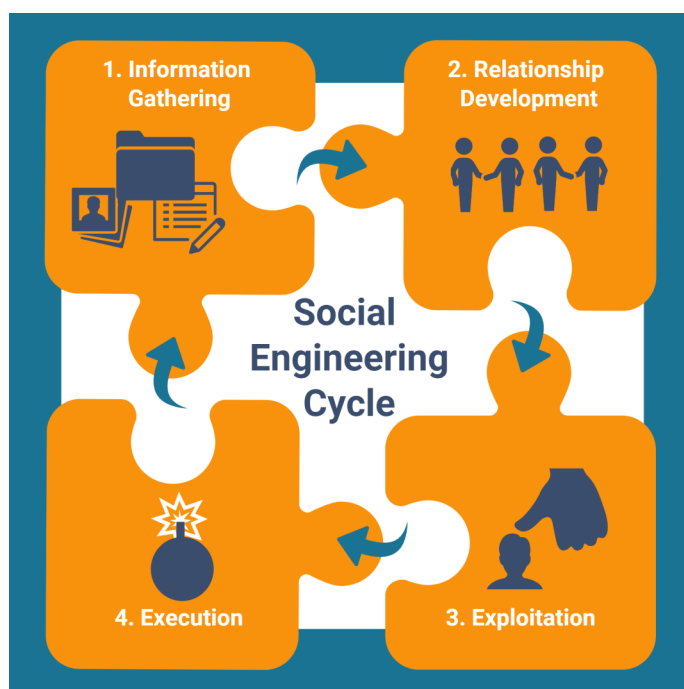 1. Information
Gathering
2. Relationship
Development
Social
Engineering
Cycle
3. Exploitation
4. Execution